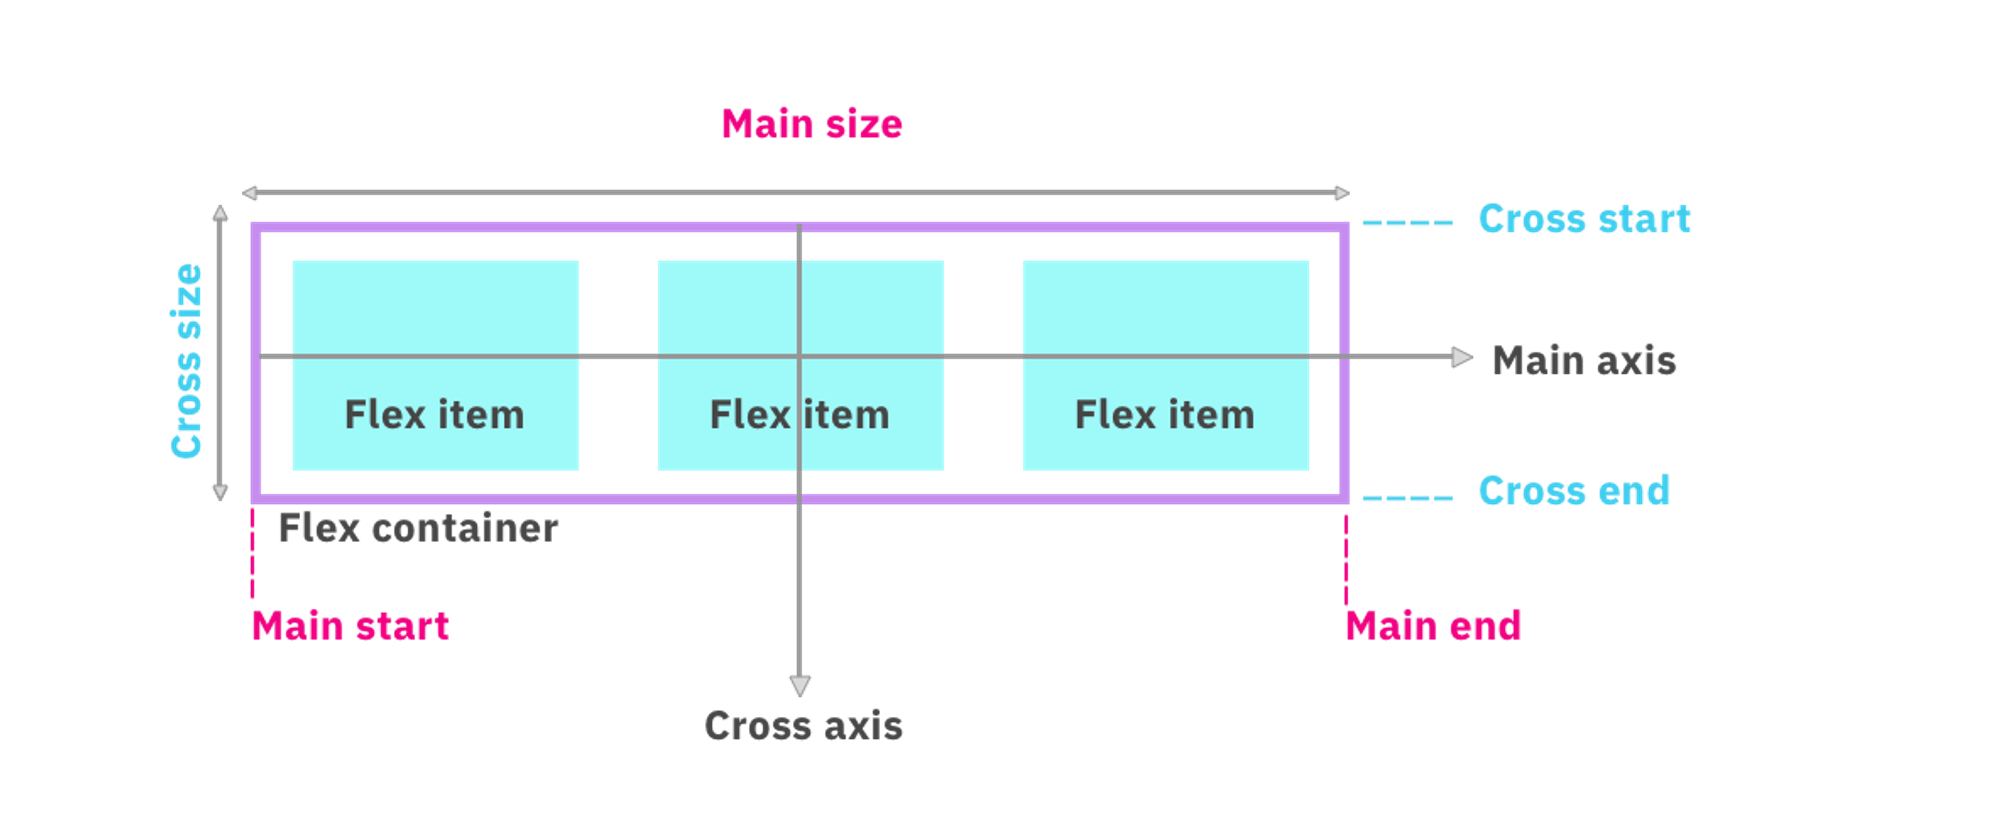 Main size
Cross start
Cross size
Main axis
Flex item
Flex item
Flex item
Cross end
Flex container
Main start
Main end
Cross axis